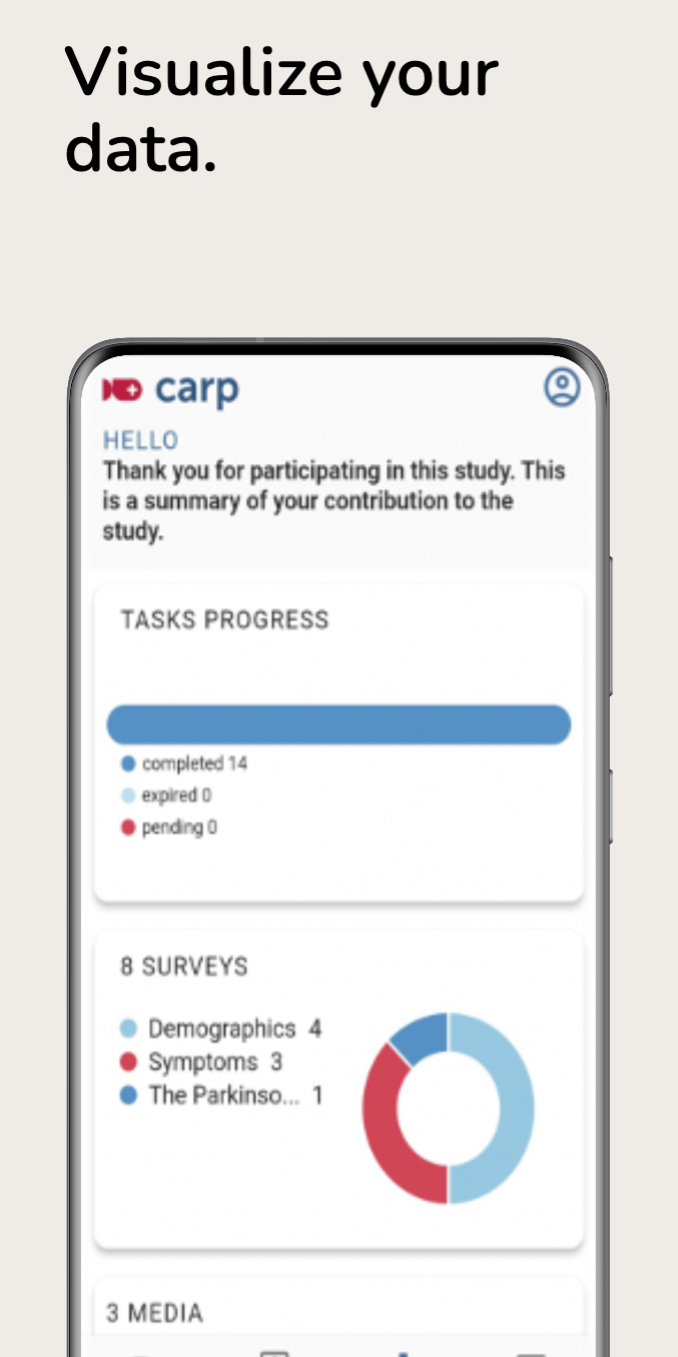 Visualize your
data.
carp
HELLO
Thank you for participating in this study. This
is a summary of your contribution to the
study.
TASKS PROGRESS
completed 14
expired 0
pending 0
8 SURVEYS
Demographics 4
Symptoms 3
The Parkinso... 1
3 MEDIA